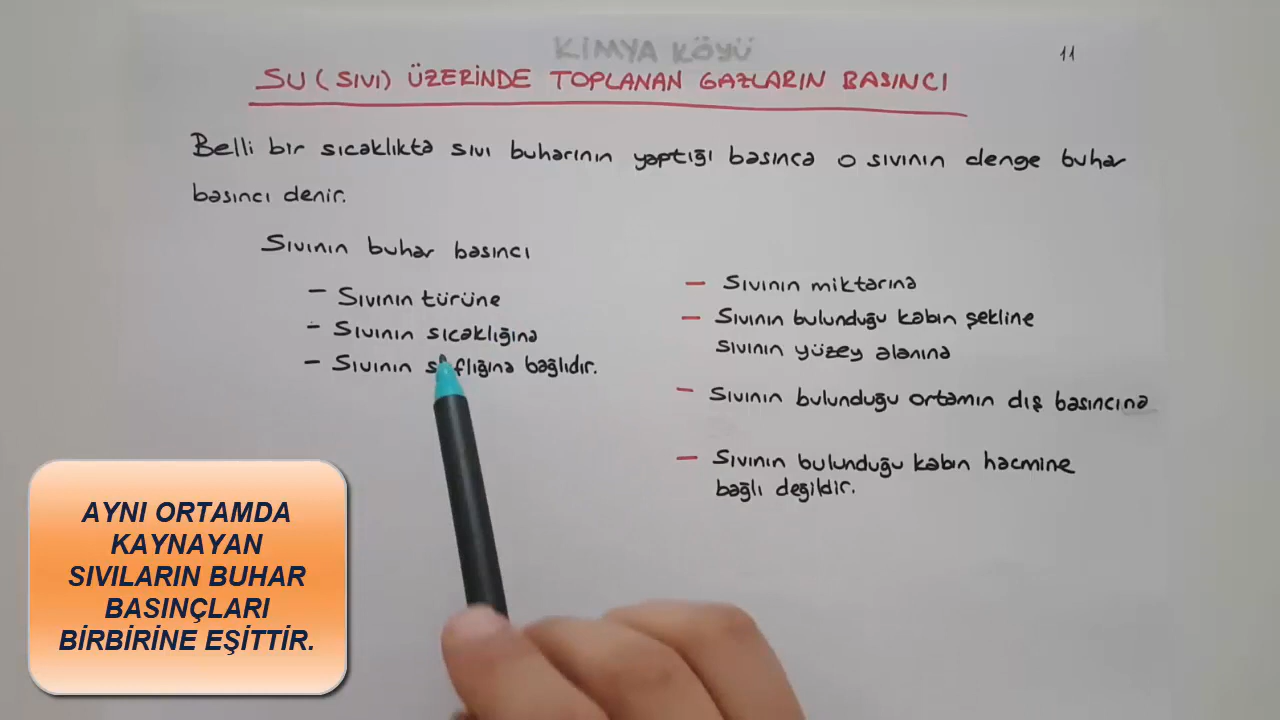 KİMYA KÖYÜ
11
SU (SIVI) ÜZERİNDE TOPLANAN GAZLARIN BASINCI
Belli bir sıcaklıkta sıvı buharının yaptığı basınca o sıvının denge buhar
basıncı denir.
Sıvının buhar basıncı
- Sıvının türüne
- Sıvının sıcaklığına
- Sıvının saflığına bağlıdır.
- Sıvının miktarına
- Sıvının bulunduğu kabın şekline
sıvının yüzey alanına
- Sıvının bulunduğu ortamın dış basıncına
- Sıvının bulunduğu kabın hacmine
bağlı değildir.
AYNI ORTAMDA
KAYNAYAN
SIVILARIN BUHAR
BASINÇLARI
BİRBİRİNE EŞİTTİR.